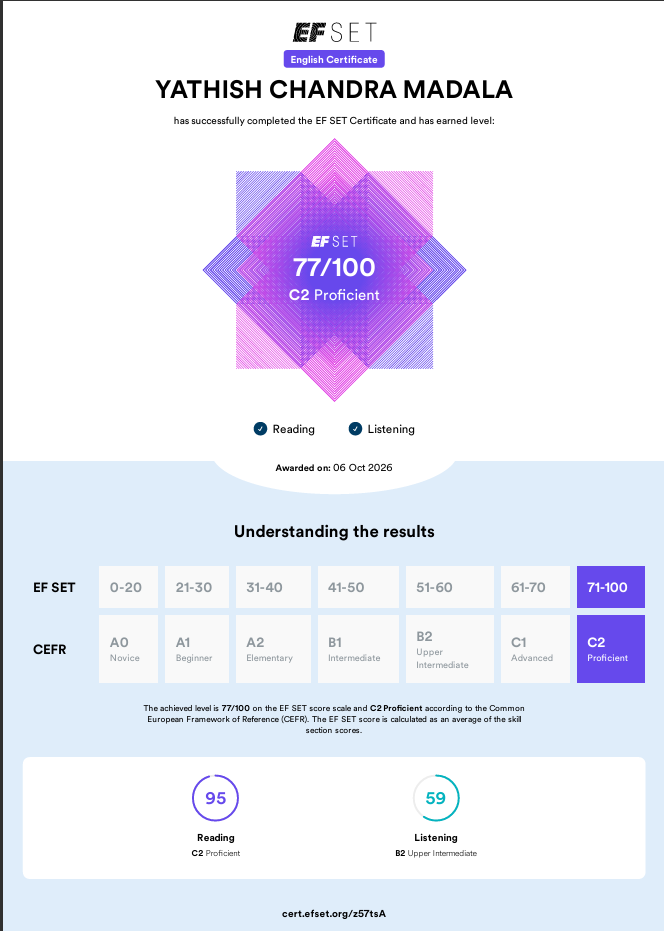 EF SET
English Certificate
YATHISH CHANDRA MADALA
has successfully completed the EF SET Certificate and has earned level:
EF SET
77/100
C2 Proficient
Reading
Listening
Awarded on: 06 Oct 2026
Understanding the results
EF SET
0-20
21-30
31-40
41-50
51-60
61-70
71-100
CEFR
A0
Novice
A1
Beginner
A2
Elementary
B1
Intermediate
B2
Upper
Intermediate
C1
Advanced
C2
Proficient
The achieved level is 77/100 on the EF SET score scale and C2 Proficient according to the Common
European Framework of Reference (CEFR). The EF SET score is calculated as an average of the skill
section scores.
95
Reading
C2 Proficient
59
Listening
B2 Upper Intermediate
cert.efset.org/z57tsA